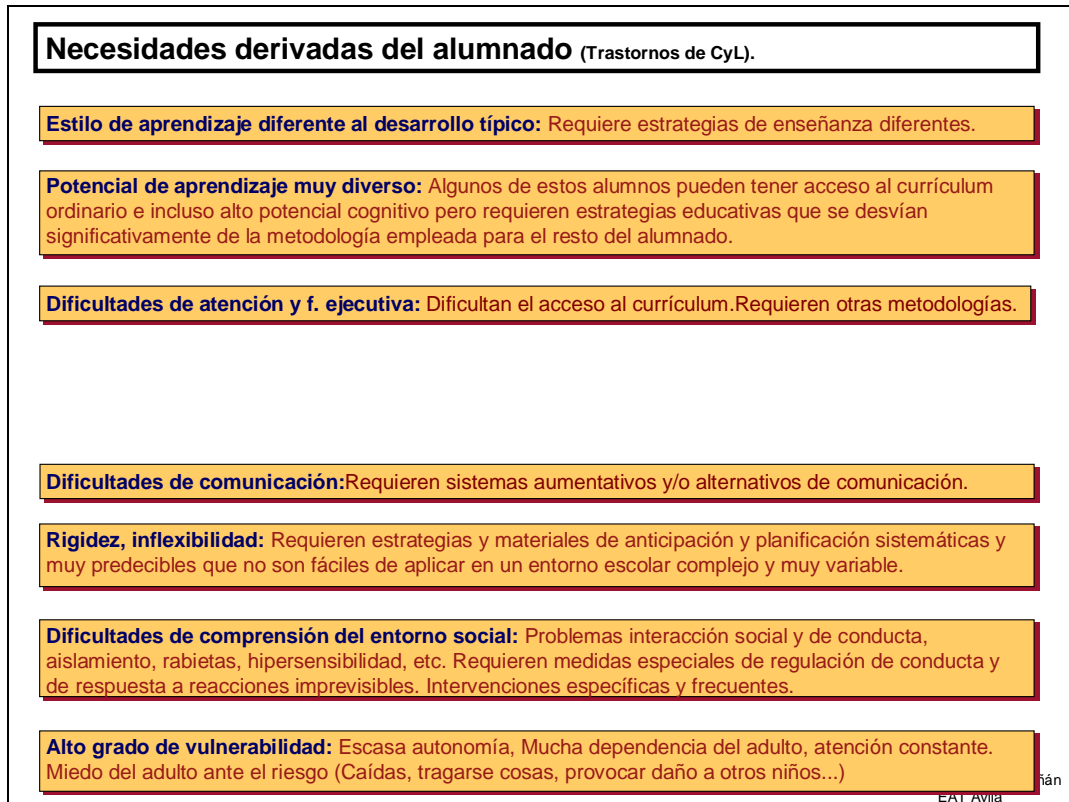 Necesidades derivadas del alumnado (Trastornos de CyL).
Estilo de aprendizaje diferente al desarrollo típico: Requiere estrategias de enseñanza diferentes.
Potencial de aprendizaje muy diverso: Algunos de estos alumnos pueden tener acceso al currículum
ordinario e incluso alto potencial cognitivo pero requieren estrategias educativas que se desvían
significativamente de la metodología empleada para el resto del alumnado.
Dificultades de atención y f. ejecutiva: Dificultan el acceso al currículum.Requieren otras metodologías.
Dificultades de comunicación:Requieren sistemas aumentativos y/o alternativos de comunicación.
Rigidez, inflexibilidad: Requieren estrategias y materiales de anticipación y planificación sistemáticas y
muy predecibles que no son fáciles de aplicar en un entorno escolar complejo y muy variable.
Dificultades de comprensión del entorno social: Problemas interacción social y de conducta,
aislamiento, rabietas, hipersensibilidad, etc. Requieren medidas especiales de regulación de conducta y
de respuesta a reacciones imprevisibles. Intervenciones específicas y frecuentes.
Alto grado de vulnerabilidad: Escasa autonomía, Mucha dependencia del adulto, atención constante.
Miedo del adulto ante el riesgo (Caídas, tragarse cosas, provocar daño a otros niños...)
EAT Avila